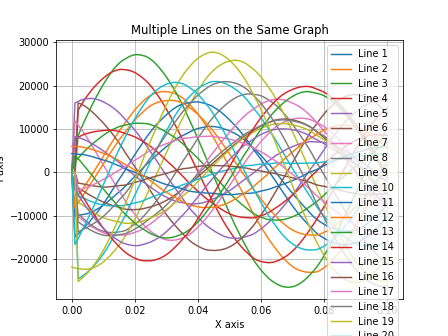 Multiple Lines on the Same Graph
30000
20000
10000
0
−10000
−20000
0.00
0.02
0.04
0.06
X axis
Line 1
Line 2
Line 3
Line 4
Line 5
Line 6
Line 7
Line 8
Line 9
Line 10
Line 11
Line 12
Line 13
Line 14
Line 15
Line 16
Line 17
Line 18
Line 19
Line 20